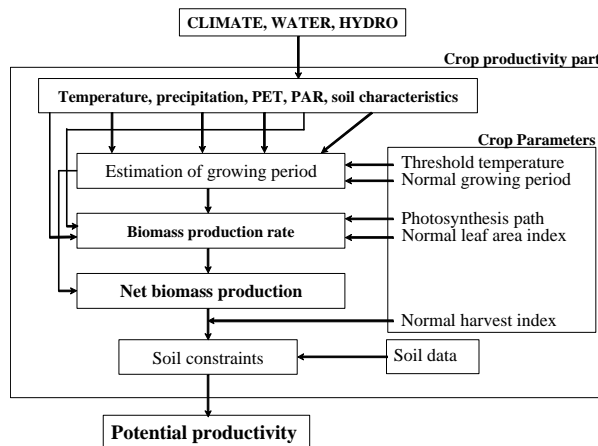 CLIMATE, WATER, HYDRO
Crop productivity part
Temperature, precipitation, PET, PAR, soil characteristics
Crop Parameters
Estimation of growing period
Threshold temperature
Normal growing period
Biomass production rate
Photosynthesis path
Normal leaf area index
Net biomass production
Normal harvest index
Soil constraints
Soil data
Potential productivity